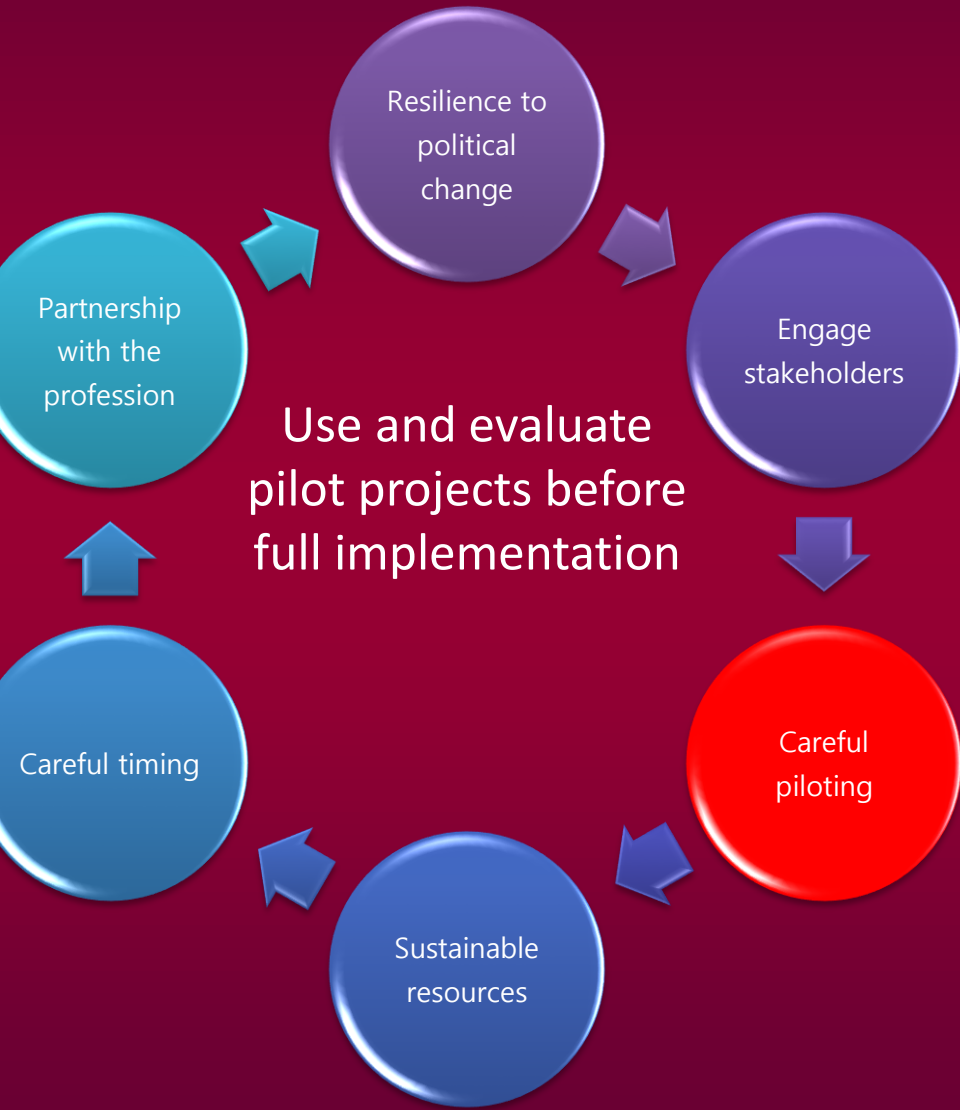 Resilience to
political
change
Engage
stakeholders
Careful
piloting
Sustainable
resources
Careful timing
Partnership
with the
profession
Use and evaluate
pilot projects before
full implementation